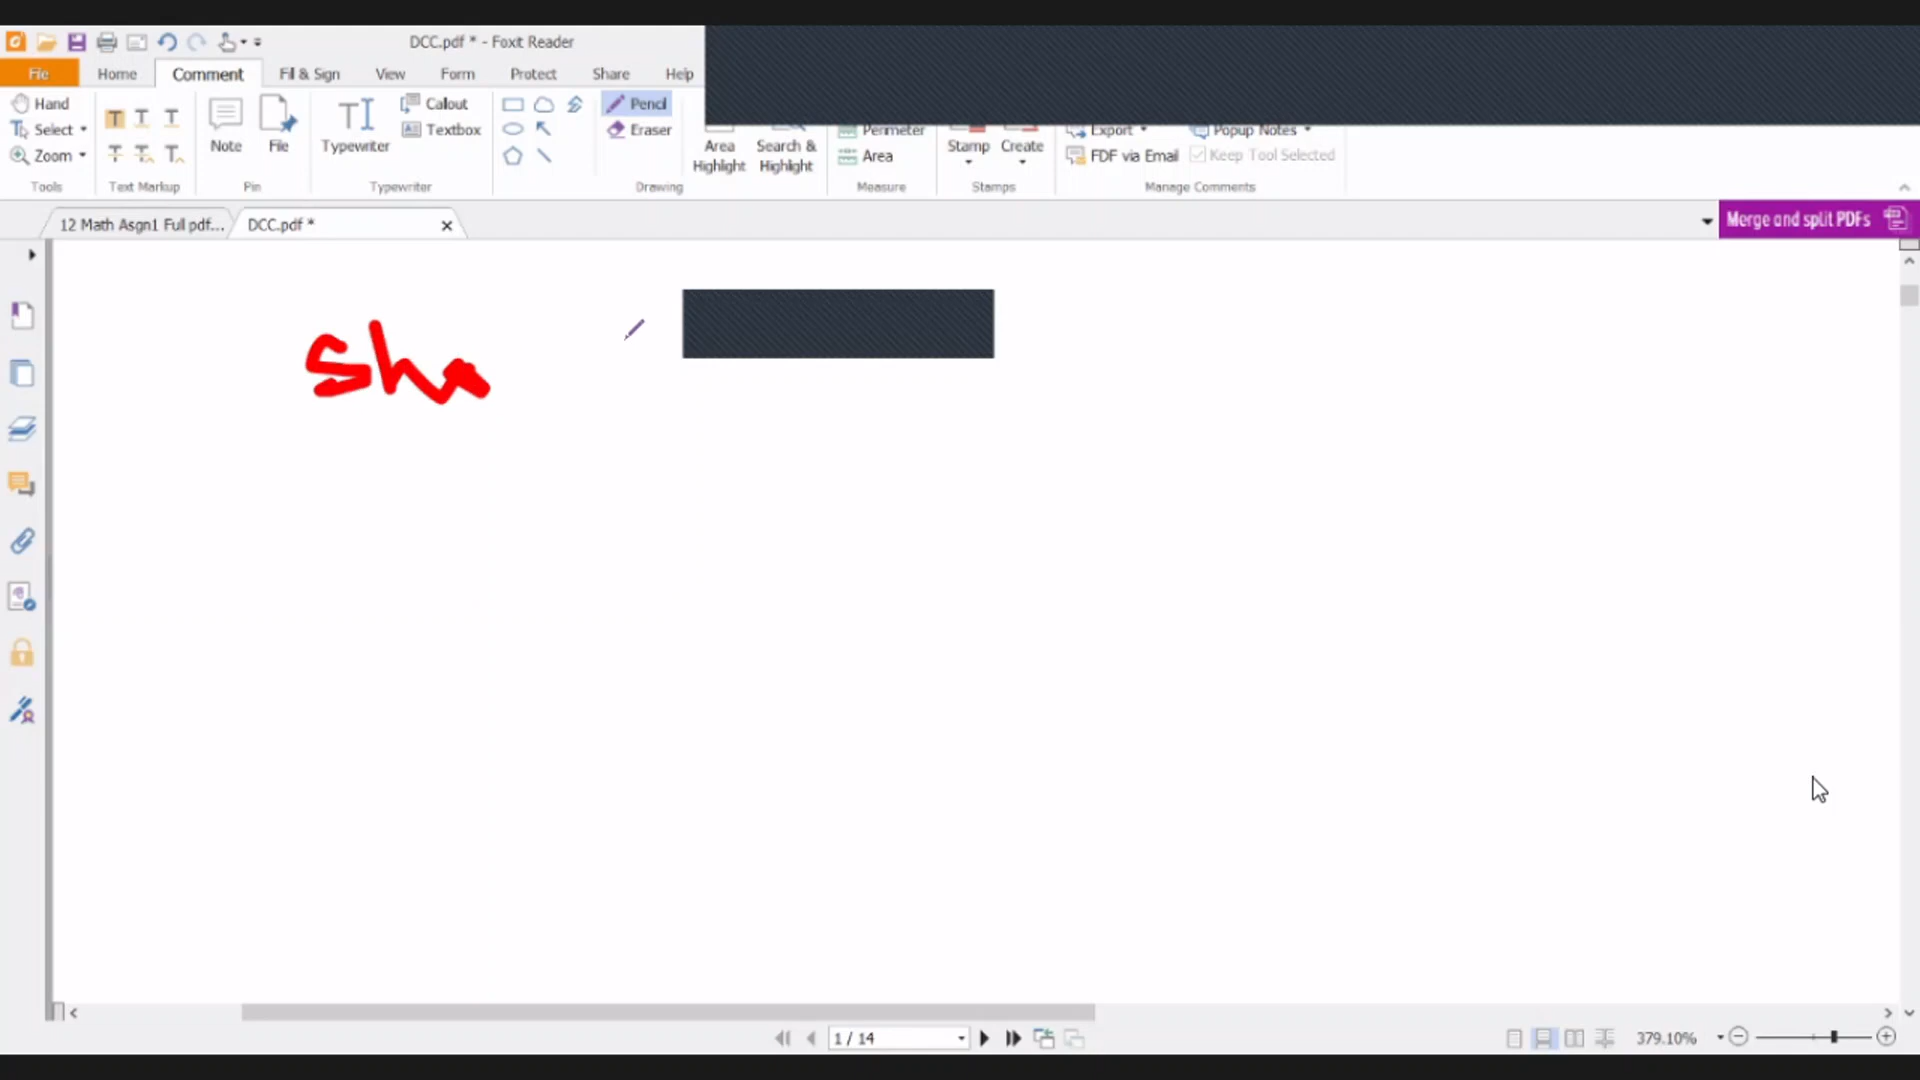 DCC.pdf * - Foxit Reader
File Home Comment Fill & Sign View Form Protect Share Help
Hand
Select
Zoom
Tools
Text Markup
Note
File
Pin
Typewriter
Callout
Textbox
Typewriter
Pencil
Eraser
Area Highlight
Search & Highlight
Drawing
Perimeter
Area
Measure
Stamp
Create
Stamps
Export
Popup Notes
FDF via Email
Keep Tool Selected
Manage Comments
12 Math Asgn1 Full pdf...
DCC.pdf *
Merge and split PDFs
Sha
1 / 14
379.10%